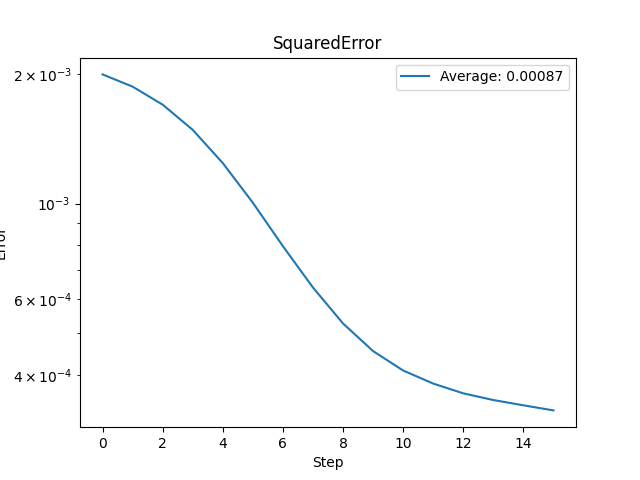 SquaredError
Average: 0.00087
2 × 10⁻³
10⁻³
6 × 10⁻⁴
4 × 10⁻⁴
Error
0 2 4 6 8 10 12 14
Step